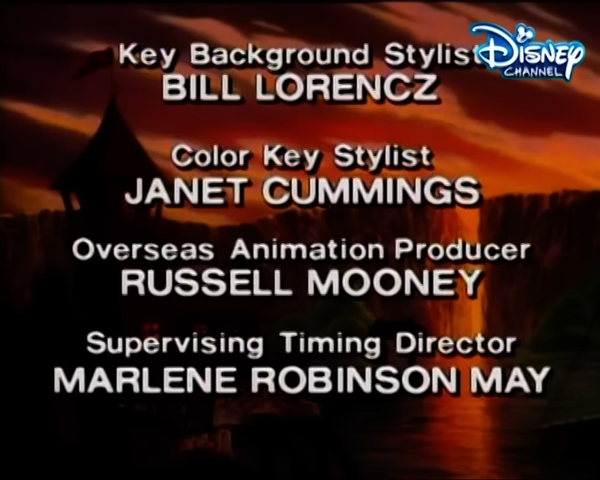 Key Background Stylist
DISNEY
CHANNEL
BILL LORENCZ
Color Key Stylist
JANET CUMMINGS
Overseas Animation Producer
RUSSELL MOONEY
Supervising Timing Director
MARLENE ROBINSON MAY